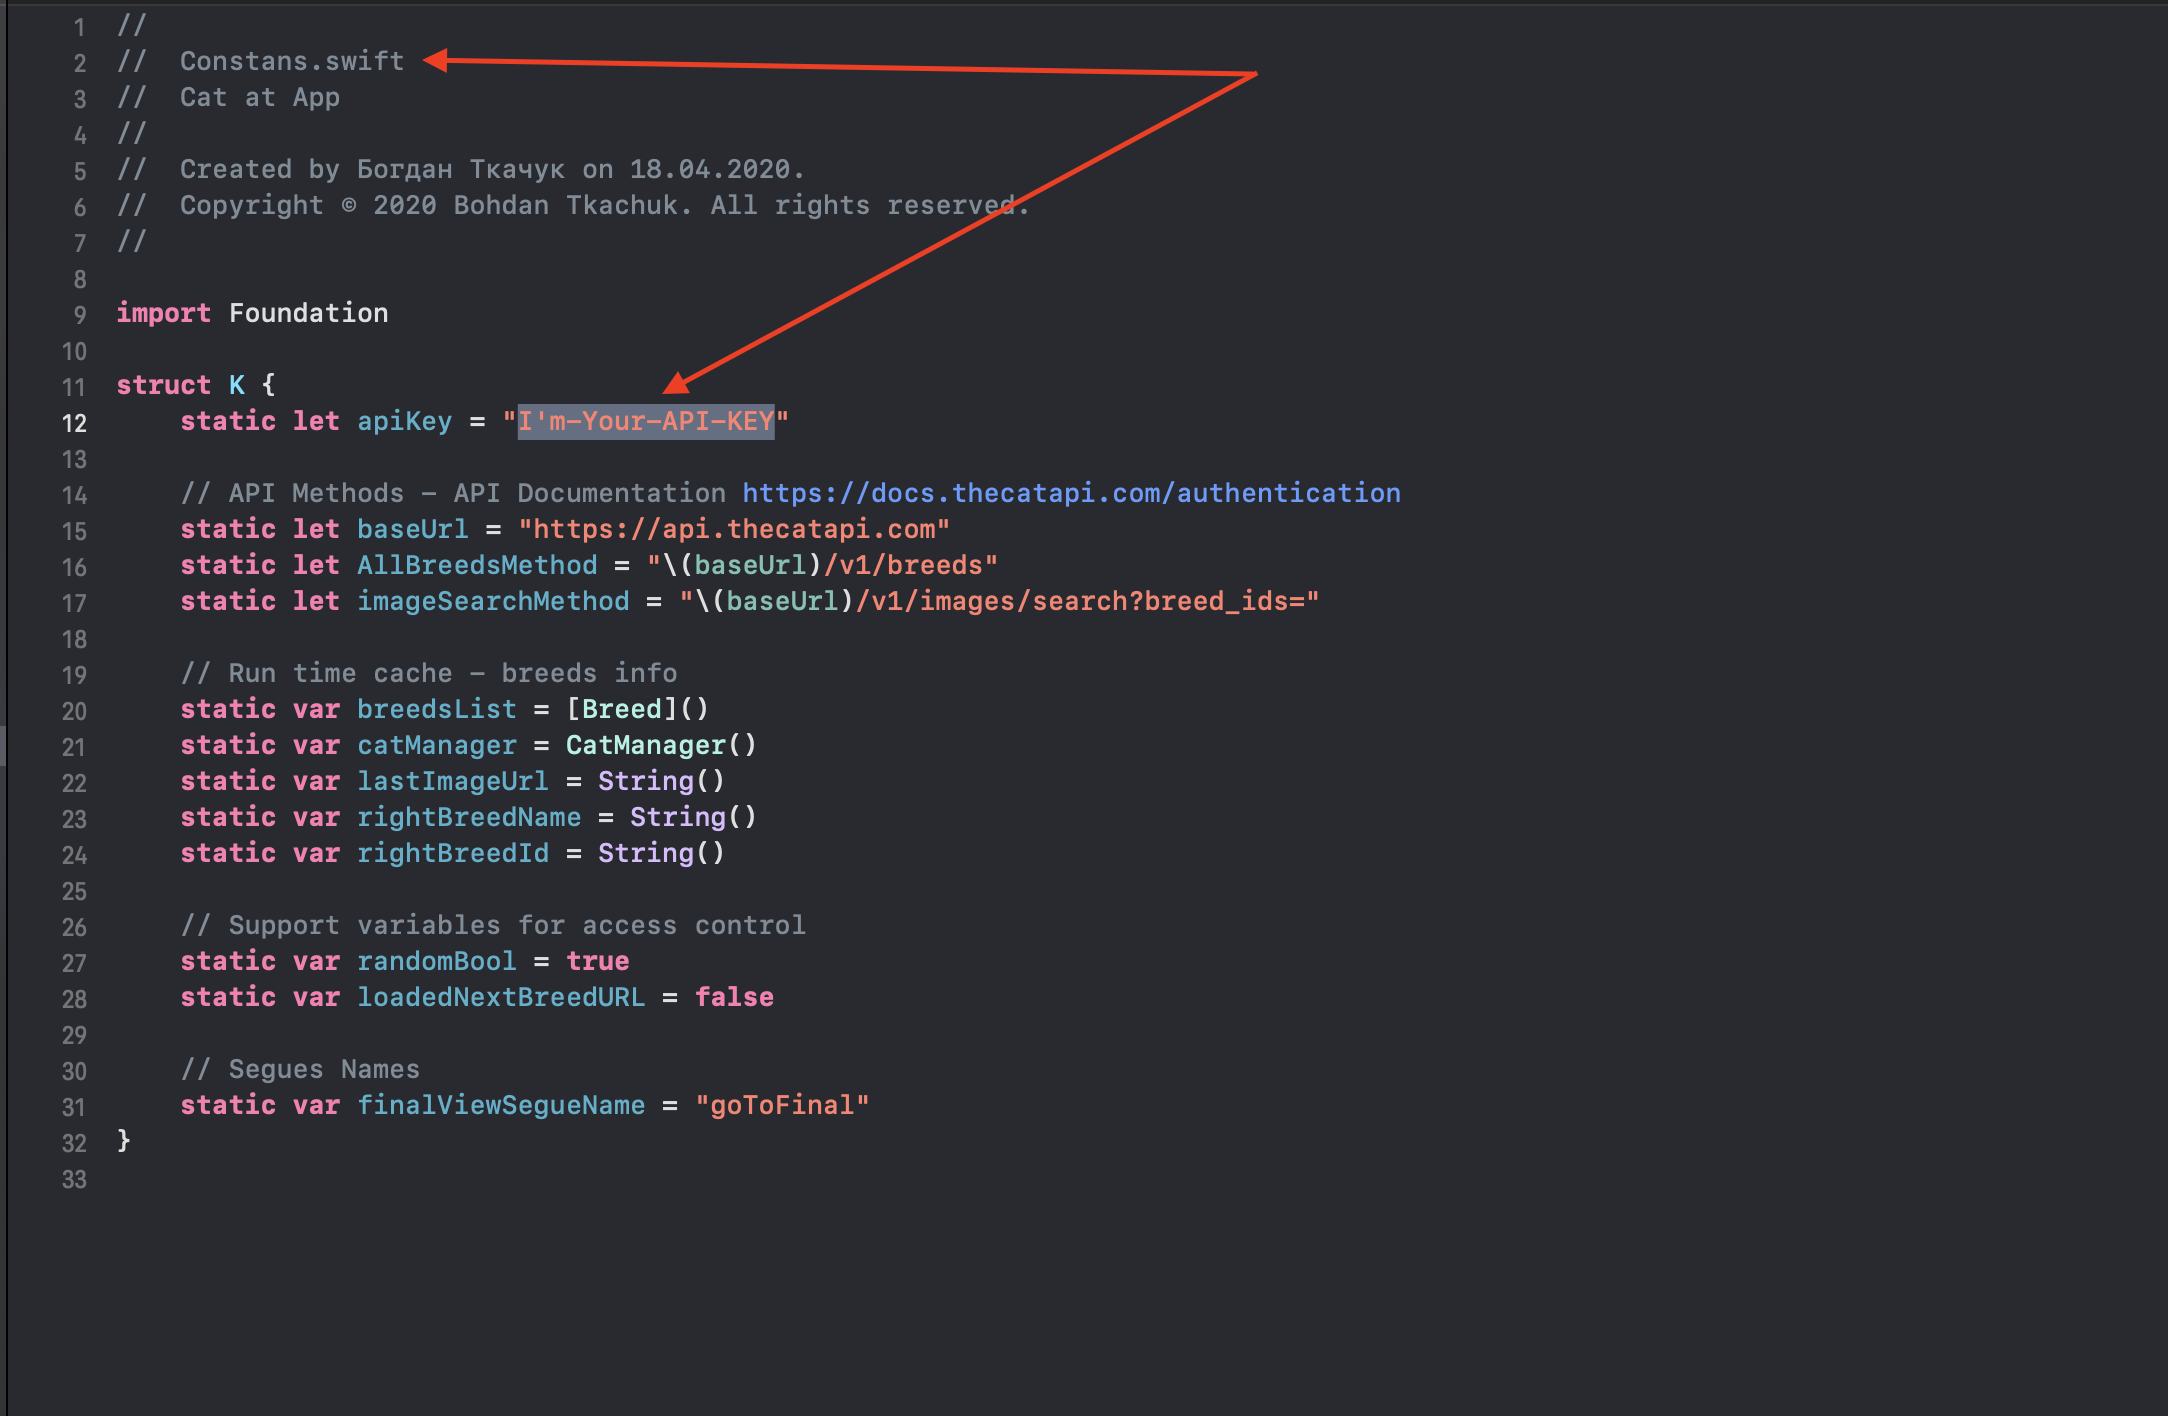 1 //
2 //  Constans.swift
3 //  Cat at App
4 //
5 //  Created by Богдан Ткачук on 18.04.2020.
6 //  Copyright © 2020 Bohdan Tkachuk. All rights reserved.
7 //
8
9 import Foundation
10
11 struct K {
12     static let apiKey = "I'm-Your-API-KEY"
13
14     // API Methods – API Documentation https://docs.thecatapi.com/authentication
15     static let baseUrl = "https://api.thecatapi.com"
16     static let AllBreedsMethod = "\(baseUrl)/v1/breeds"
17     static let imageSearchMethod = "\(baseUrl)/v1/images/search?breed_ids="
18
19     // Run time cache – breeds info
20     static var breedsList = [Breed]()
21     static var catManager = CatManager()
22     static var lastImageUrl = String()
23     static var rightBreedName = String()
24     static var rightBreedId = String()
25
26     // Support variables for access control
27     static var randomBool = true
28     static var loadedNextBreedURL = false
29
30     // Segues Names
31     static var finalViewSegueName = "goToFinal"
32 }
33